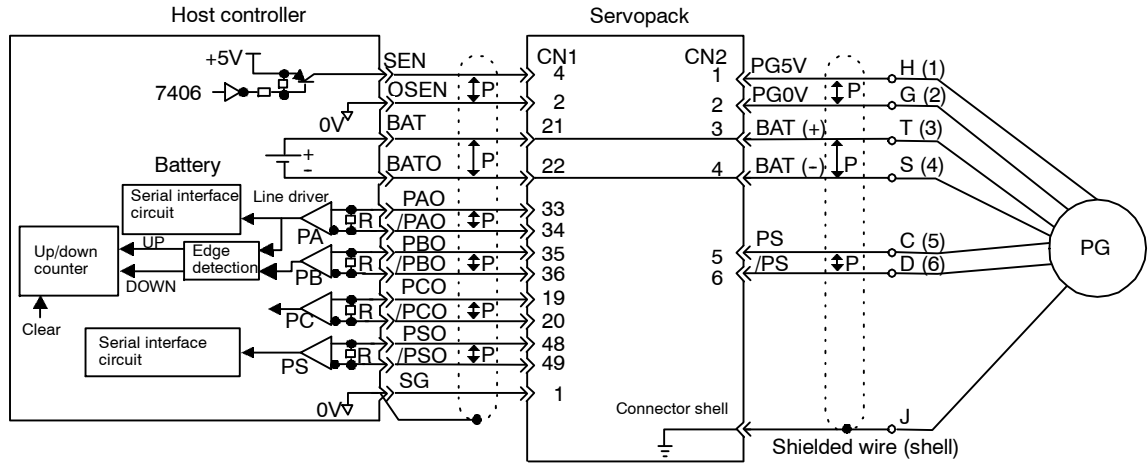 Host controller
Servopack
+5V
7406
SEN
OSEN
0V
BAT
BATO
+
-
Battery
P
P
CN1
4
2
21
22
CN2
1
2
3
4
PG5V
PG0V
BAT (+)
BAT (-)
P
P
H (1)
G (2)
T (3)
S (4)
Serial interface
circuit
Line driver
PA
R
PAO
/PAO
P
33
34
Up/down
counter
UP
DOWN
Clear
Edge
detection
PB
R
PBO
/PBO
P
35
36
5
6
PS
/PS
P
C (5)
D (6)
PG
PC
R
PCO
/PCO
P
19
20
Serial interface
circuit
PS
R
PSO
/PSO
P
48
49
0V
SG
1
Connector shell
J
Shielded wire (shell)